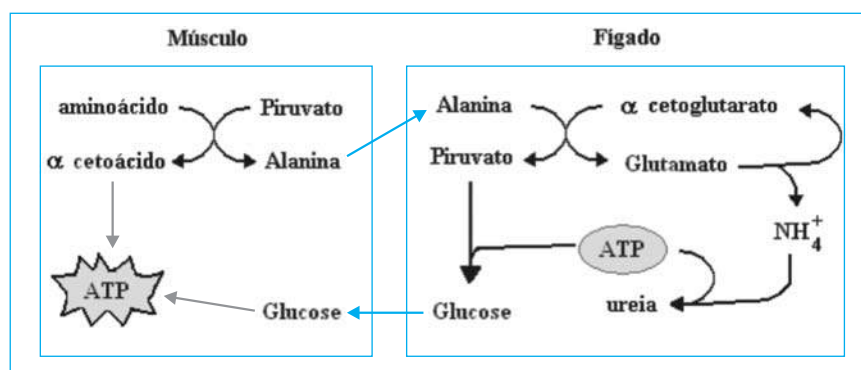 Músculo
Fígado
aminoácido
Piruvato
α cetoácido
Alanina
ATP
Glucose
Alanina
α cetoglutarato
Piruvato
Glutamato
NH₄⁺
ATP
ureia
Glucose